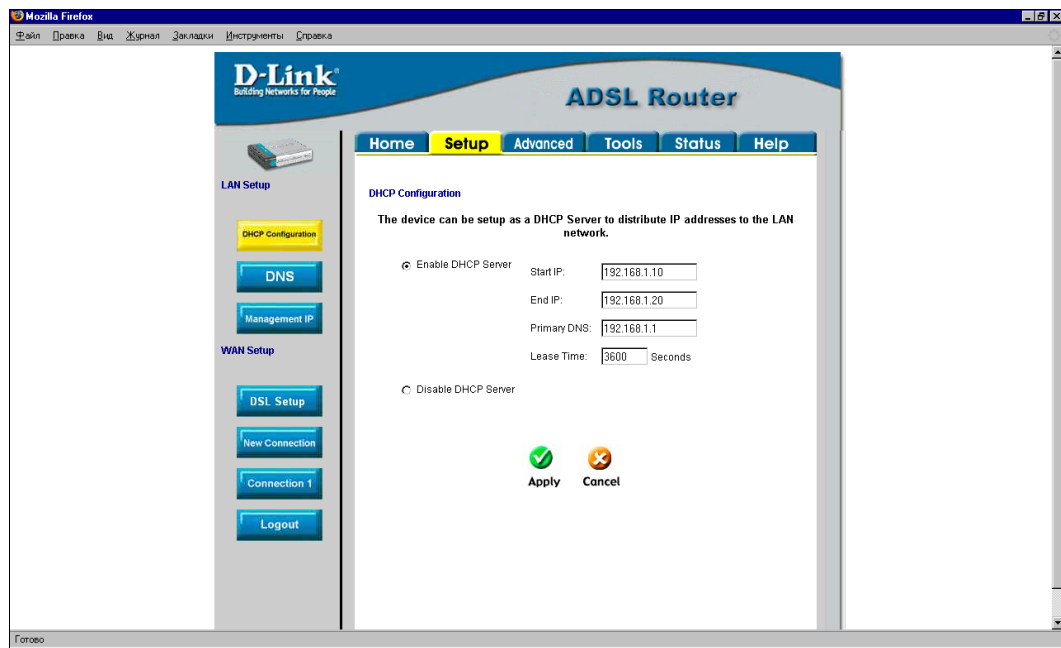 Mozilla Firefox
Файл Правка Вид Журнал Закладки Инструменты Справка
D-Link®
Building Networks for People
ADSL Router
Home Setup Advanced Tools Status Help
LAN Setup
DHCP Configuration
DNS
Management IP
WAN Setup
DSL Setup
New Connection
Connection 1
Logout
DHCP Configuration
The device can be setup as a DHCP Server to distribute IP addresses to the LAN
network.
Enable DHCP Server
Start IP: 192.168.1.10
End IP: 192.168.1.20
Primary DNS: 192.168.1.1
Lease Time: 3600 Seconds
Disable DHCP Server
Apply Cancel
Готово